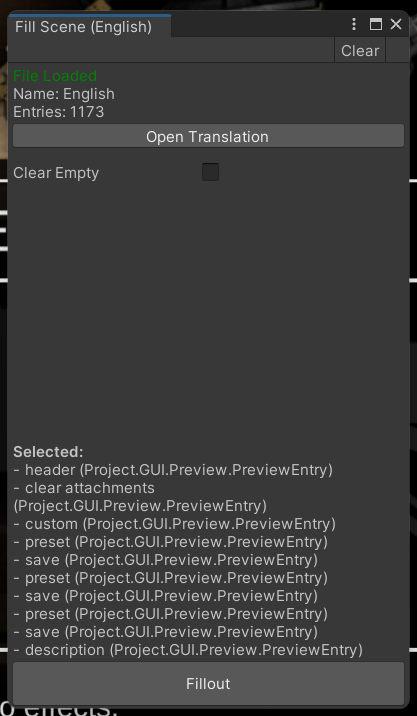 Fill Scene (English)
Clear
File Loaded
Name: English
Entries: 1173
Open Translation
Clear Empty
Selected:
- header (Project.GUI.Preview.PreviewEntry)
- clear attachments
(Project.GUI.Preview.PreviewEntry)
- custom (Project.GUI.Preview.PreviewEntry)
- preset (Project.GUI.Preview.PreviewEntry)
- save (Project.GUI.Preview.PreviewEntry)
- preset (Project.GUI.Preview.PreviewEntry)
- save (Project.GUI.Preview.PreviewEntry)
- preset (Project.GUI.Preview.PreviewEntry)
- save (Project.GUI.Preview.PreviewEntry)
- description (Project.GUI.Preview.PreviewEntry)
Fillout
effects.